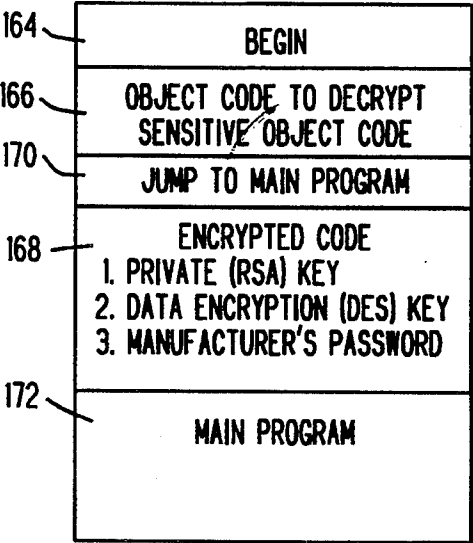 164
BEGIN
166
OBJECT CODE TO DECRYPT
SENSITIVE OBJECT CODE
170
JUMP TO MAIN PROGRAM
168
ENCRYPTED CODE
1. PRIVATE (RSA) KEY
2. DATA ENCRYPTION (DES) KEY
3. MANUFACTURER'S PASSWORD
172
MAIN PROGRAM